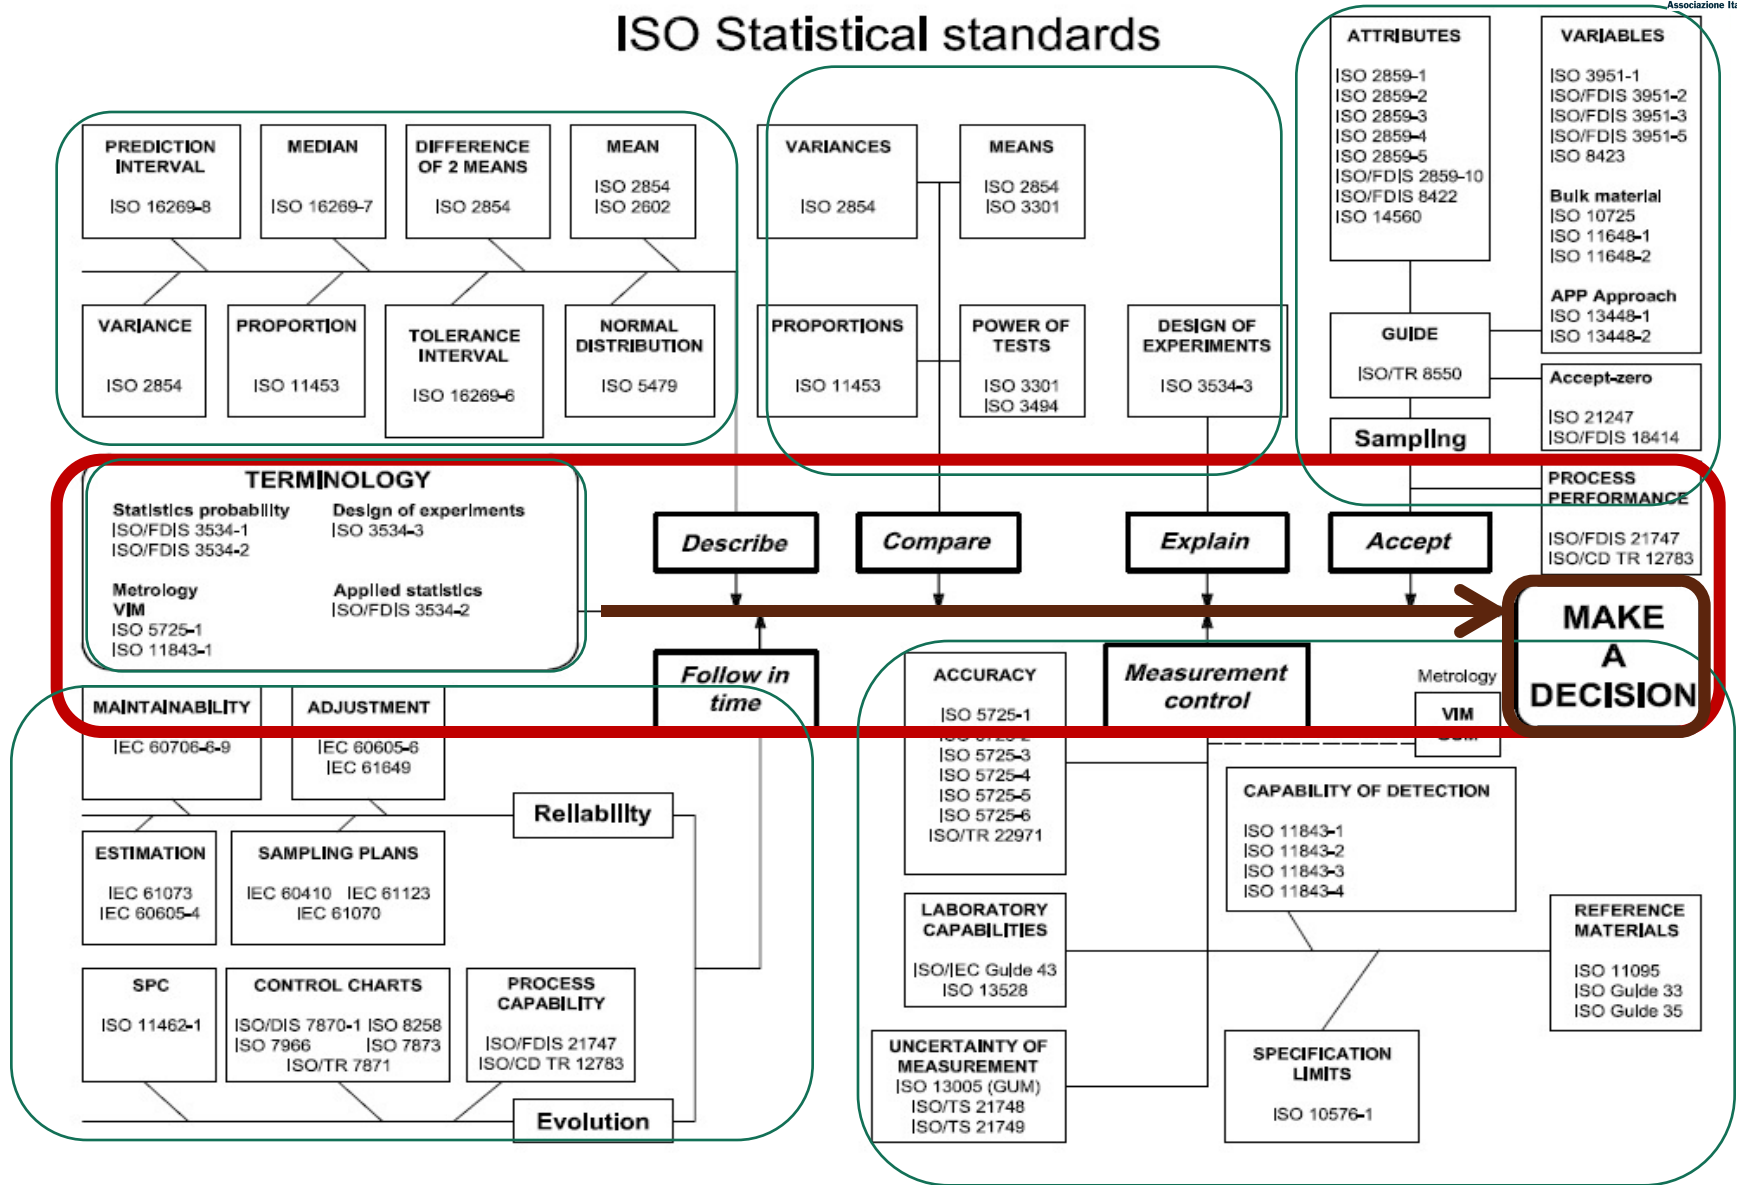 Associazione Ita
ISO Statistical standards
PREDICTION
INTERVAL
ISO 16269-8
MEDIAN
ISO 16269-7
DIFFERENCE
OF 2 MEANS
ISO 2854
MEAN
ISO 2854
ISO 2602
VARIANCE
ISO 2854
PROPORTION
ISO 11453
TOLERANCE
INTERVAL
ISO 16269-6
NORMAL
DISTRIBUTION
ISO 5479
VARIANCES
ISO 2854
MEANS
ISO 2854
ISO 3301
PROPORTIONS
ISO 11453
POWER OF
TESTS
ISO 3301
ISO 3494
DESIGN OF
EXPERIMENTS
ISO 3534-3
ATTRIBUTES
ISO 2859-1
ISO 2859-2
ISO 2859-3
ISO 2859-4
ISO 2859-5
ISO/FDIS 2859-10
ISO/FDIS 8422
ISO 14560
VARIABLES
ISO 3951-1
ISO/FDIS 3951-2
ISO/FDIS 3951-3
ISO/FDIS 3951-5
ISO 8423
Bulk material
ISO 10725
ISO 11648-1
ISO 11648-2
APP Approach
ISO 13448-1
ISO 13448-2
GUIDE
ISO/TR 8550
Accept-zero
ISO 21247
ISO/FDIS 18414
Sampling
PROCESS
PERFORMANCE
ISO/FDIS 21747
ISO/CD TR 12783
TERMINOLOGY
Statistics probability
ISO/FDIS 3534-1
ISO/FDIS 3534-2
Design of experiments
ISO 3534-3
Metrology
VIM
ISO 5725-1
ISO 11843-1
Applied statistics
ISO/FDIS 3534-2
Describe
Compare
Explain
Accept
MAKE
A
DECISION
Follow in
time
Measurement
control
MAINTAINABILITY
IEC 60706-6-9
ADJUSTMENT
IEC 60605-6
IEC 61649
Reliability
ESTIMATION
IEC 61073
IEC 60605-4
SAMPLING PLANS
IEC 60410 IEC 61123
IEC 61070
SPC
ISO 11462-1
CONTROL CHARTS
ISO/DIS 7870-1 ISO 8258
ISO 7966 ISO 7873
ISO/TR 7871
PROCESS
CAPABILITY
ISO/FDIS 21747
ISO/CD TR 12783
Evolution
ACCURACY
ISO 5725-1
ISO 5725-2
ISO 5725-3
ISO 5725-4
ISO 5725-5
ISO 5725-6
ISO/TR 22971
Metrology
VIM
GUM
CAPABILITY OF DETECTION
ISO 11843-1
ISO 11843-2
ISO 11843-3
ISO 11843-4
LABORATORY
CAPABILITIES
ISO/IEC Guide 43
ISO 13528
REFERENCE
MATERIALS
ISO 11095
ISO Guide 33
ISO Guide 35
UNCERTAINTY OF
MEASUREMENT
ISO 13005 (GUM)
ISO/TS 21748
ISO/TS 21749
SPECIFICATION
LIMITS
ISO 10576-1